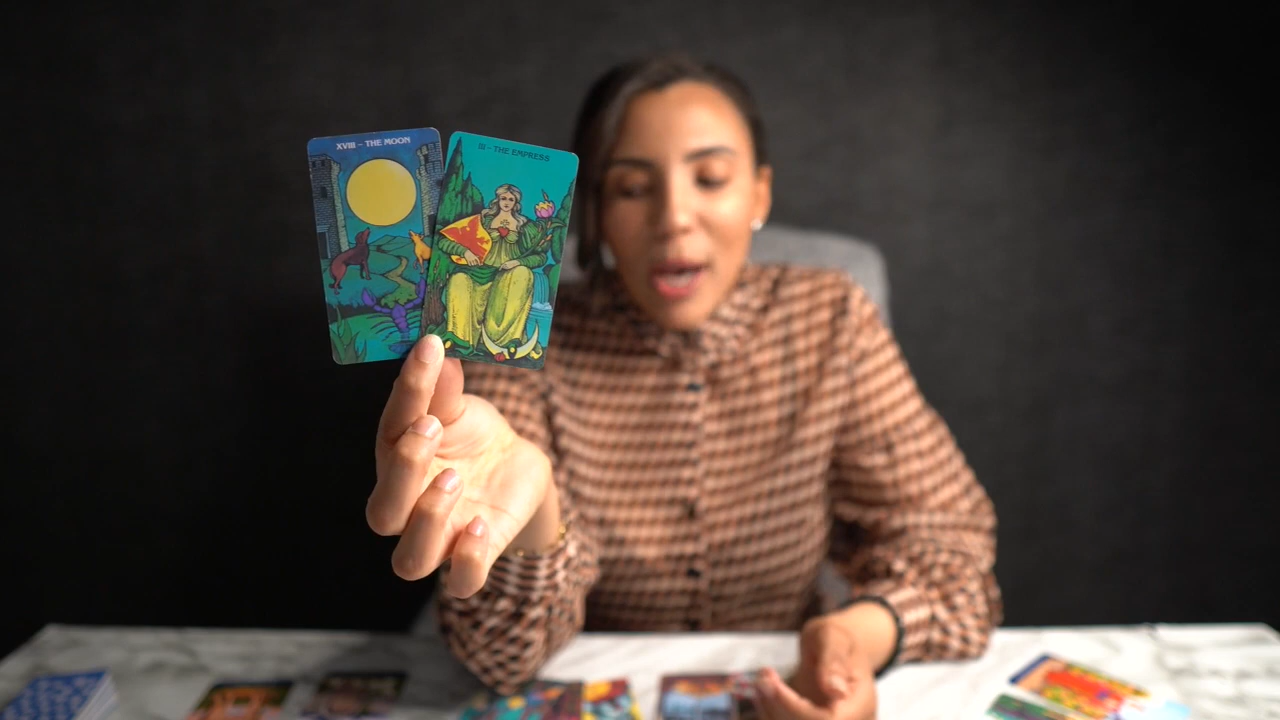 XVIII – THE MOON
III – THE EMPRESS